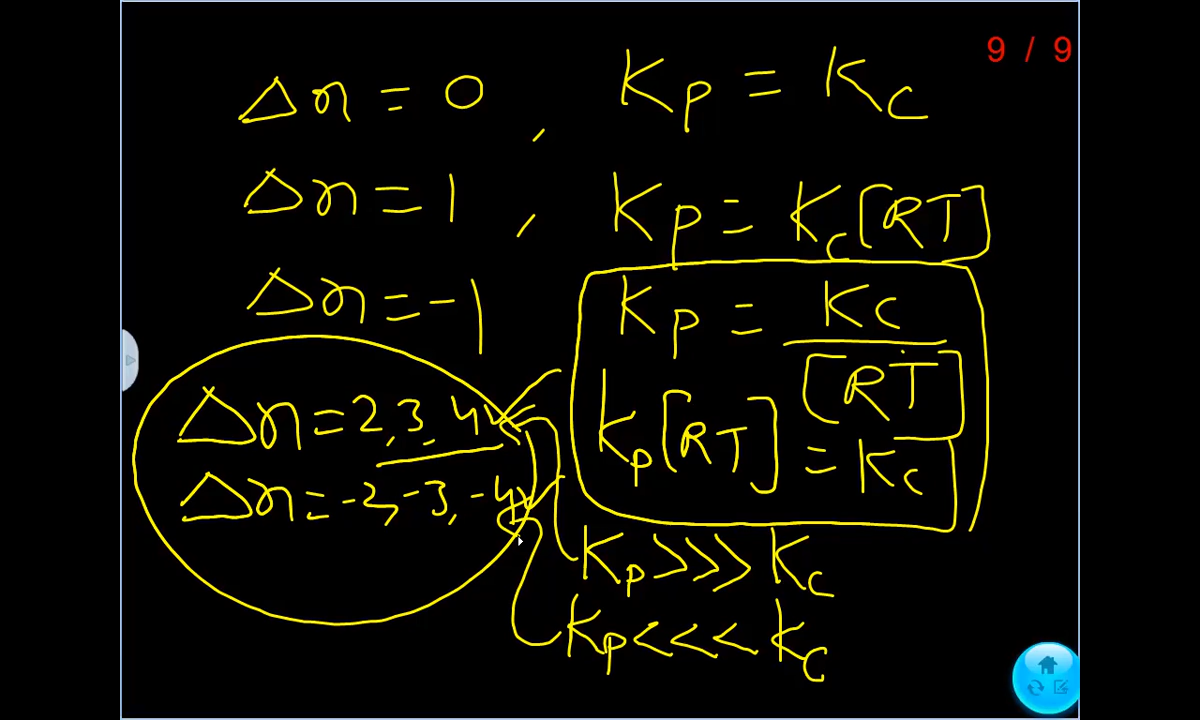 9 / 9
Δn = 0 , Kp = Kc
Δn = 1 , Kp = Kc[RT]
Δn = -1 Kp = Kc / [RT]
Δn = 2, 3, 4 Kp[RT] = Kc
Δn = -2, -3, -4
Kp >>> Kc
Kp <<< Kc